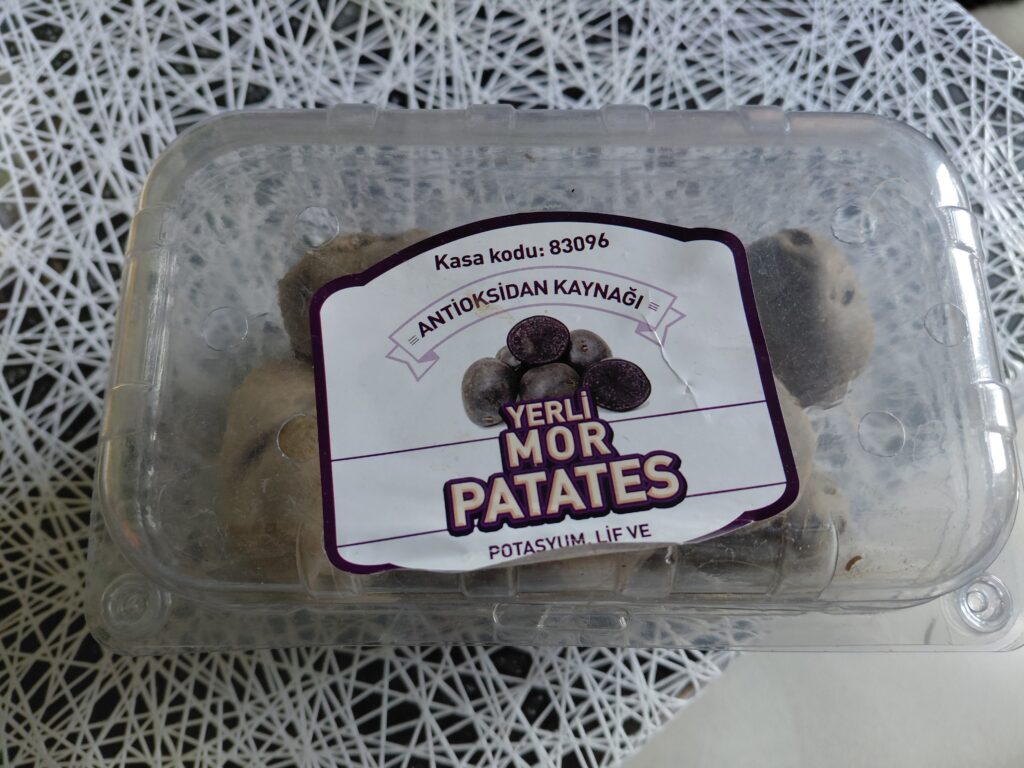 Kasa kodu: 83096
ANTİOKSİDAN KAYNAĞI
YERLİ
MOR
PATATES
POTASYUM, LİF VE